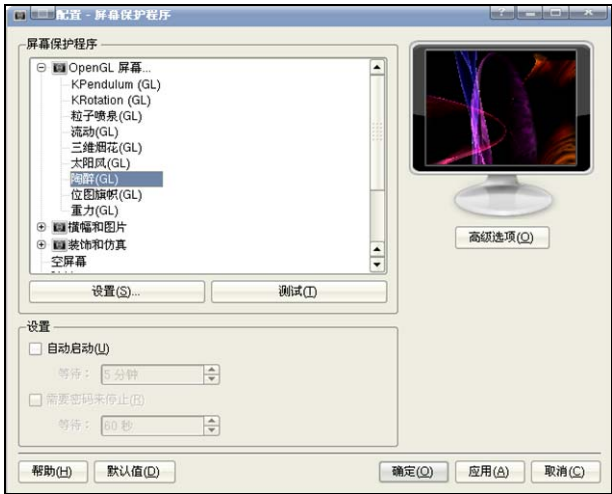 配置 - 屏幕保护程序
屏幕保护程序
OpenGL 屏幕...
KPendulum (GL)
KRotation (GL)
粒子喷泉(GL)
流动(GL)
三维烟花(GL)
太阳风(GL)
陶醉(GL)
位图旗帜(GL)
重力(GL)
横幅和图片
装饰和仿真
空屏幕
设置(S)...
测试(T)
高级选项(O)
设置
自动启动(U)
等待： 5 分钟
需要密码来停止(R)
等待： 60 秒
帮助(H)
默认值(D)
确定(O)
应用(A)
取消(C)